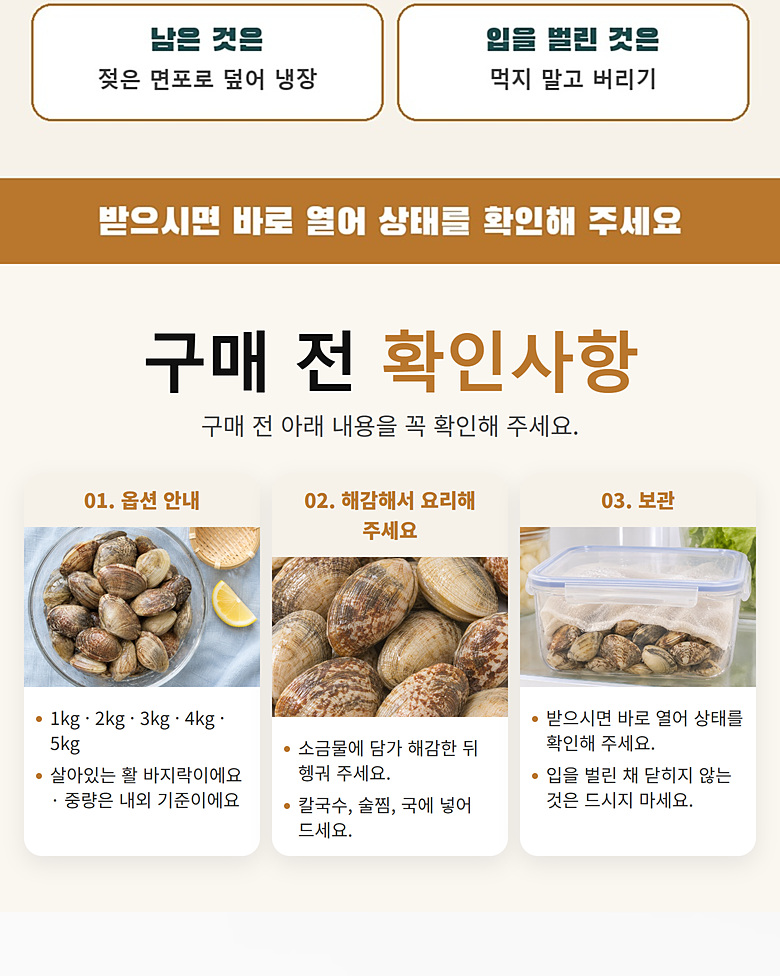 남은 것은
젖은 면포로 덮어 냉장
입을 벌린 것은
먹지 말고 버리기
받으시면 바로 열어 상태를 확인해 주세요
구매 전 확인사항
구매 전 아래 내용을 꼭 확인해 주세요.
01. 옵션 안내
• 1kg · 2kg · 3kg · 4kg ·
5kg
• 살아있는 활 바지락이에요
· 중량은 내외 기준이에요
02. 해감해서 요리해
주세요
• 소금물에 담가 해감한 뒤
헹궈 주세요.
• 칼국수, 술찜, 국에 넣어
드세요.
03. 보관
• 받으시면 바로 열어 상태를
확인해 주세요.
• 입을 벌린 채 닫히지 않는
것은 드시지 마세요.